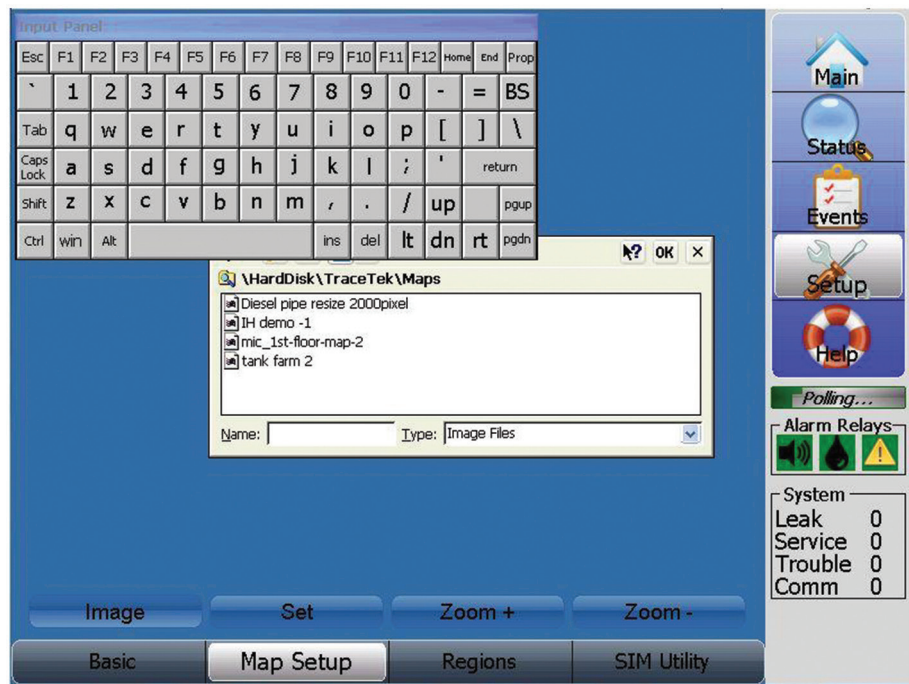 Input Panel
Esc F1 F2 F3 F4 F5 F6 F7 F8 F9 F10 F11 F12 Home End Prop
` 1 2 3 4 5 6 7 8 9 0 - = BS
Tab q w e r t y u i o p [ ] \
Caps Lock a s d f g h j k l ; ' return
Shift z x c v b n m , . / up pgup
Ctrl win Alt ins del lt dn rt pgdn
? OK ×
\HardDisk\TraceTek\Maps
Diesel pipe resize 2000pixel
IH demo -1
mic_1st-floor-map-2
tank farm 2
Name: Type: Image Files
Image Set Zoom + Zoom -
Basic Map Setup Regions SIM Utility
Main
Status
Events
Setup
Help
Polling...
Alarm Relays
System
Leak 0
Service 0
Trouble 0
Comm 0